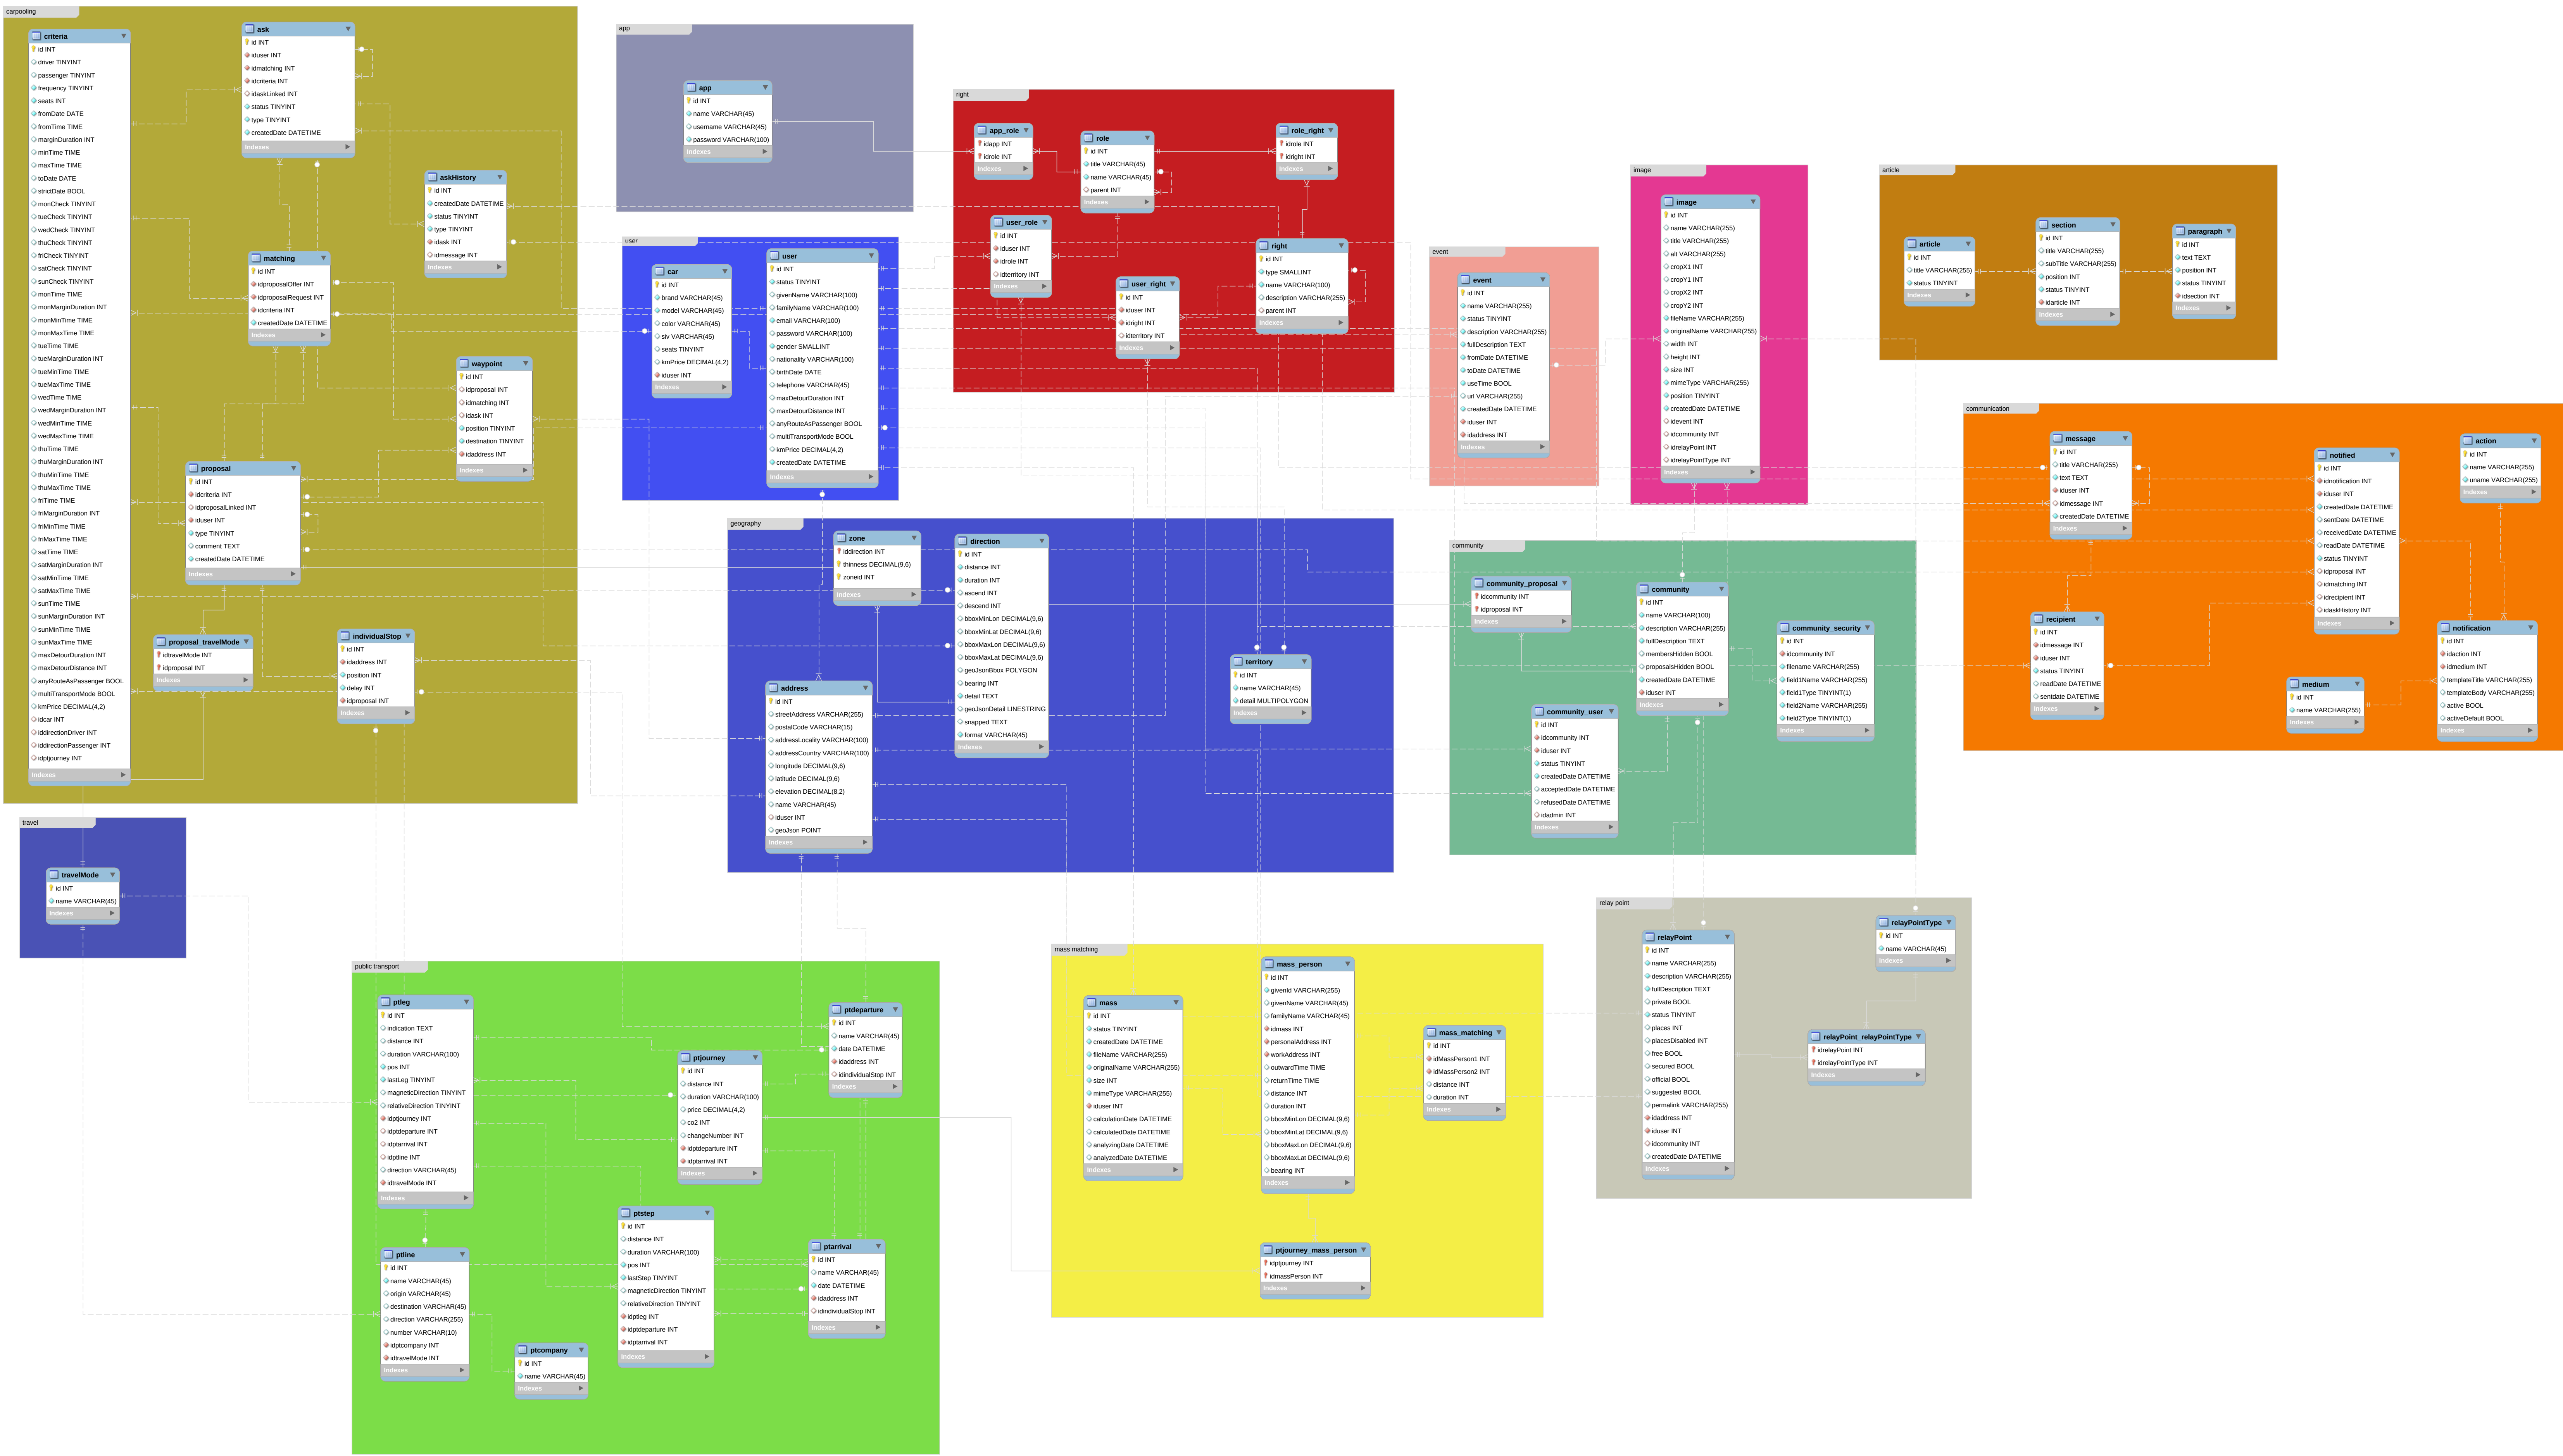 carpooling
criteria
id INT
driver TINYINT
passenger TINYINT
frequency TINYINT
seats INT
fromDate DATE
fromTime TIME
marginDuration INT
minTime TIME
maxTime TIME
toDate DATE
strictDate BOOL
monCheck TINYINT
tueCheck TINYINT
wedCheck TINYINT
thuCheck TINYINT
friCheck TINYINT
satCheck TINYINT
sunCheck TINYINT
monTime TIME
monMarginDuration INT
monMinTime TIME
monMaxTime TIME
tueTime TIME
tueMarginDuration INT
tueMinTime TIME
tueMaxTime TIME
wedTime TIME
wedMarginDuration INT
wedMinTime TIME
wedMaxTime TIME
thuTime TIME
thuMarginDuration INT
thuMinTime TIME
thuMaxTime TIME
friTime TIME
friMarginDuration INT
friMinTime TIME
friMaxTime TIME
satTime TIME
satMarginDuration INT
satMinTime TIME
satMaxTime TIME
sunTime TIME
sunMarginDuration INT
sunMinTime TIME
sunMaxTime TIME
maxDetourDuration INT
maxDetourDistance INT
anyRouteAsPassenger BOOL
multiTransportMode BOOL
kmPrice DECIMAL(4,2)
idcar INT
iddirectionDriver INT
iddirectionPassenger INT
idptjourney INT
Indexes
ask
id INT
iduser INT
idmatching INT
idcriteria INT
idaskLinked INT
status TINYINT
type TINYINT
createdDate DATETIME
Indexes
askHistory
id INT
createdDate DATETIME
status TINYINT
type TINYINT
idask INT
idmessage INT
Indexes
matching
id INT
idproposalOffer INT
idproposalRequest INT
idcriteria INT
createdDate DATETIME
Indexes
waypoint
id INT
idproposal INT
idmatching INT
idask INT
position TINYINT
destination TINYINT
idaddress INT
Indexes
proposal
id INT
idcriteria INT
idproposalLinked INT
iduser INT
type TINYINT
comment TEXT
createdDate DATETIME
Indexes
proposal_travelMode
idtravelMode INT
idproposal INT
Indexes
individualStop
id INT
idaddress INT
position INT
delay INT
idproposal INT
Indexes
travel
travelMode
id INT
name VARCHAR(45)
Indexes
app
app
id INT
name VARCHAR(45)
username VARCHAR(45)
password VARCHAR(100)
Indexes
user
car
id INT
brand VARCHAR(45)
model VARCHAR(45)
color VARCHAR(45)
siv VARCHAR(45)
seats TINYINT
kmPrice DECIMAL(4,2)
iduser INT
Indexes
user
id INT
status TINYINT
givenName VARCHAR(100)
familyName VARCHAR(100)
email VARCHAR(100)
password VARCHAR(100)
gender SMALLINT
nationality VARCHAR(100)
birthDate DATE
telephone VARCHAR(45)
maxDetourDuration INT
maxDetourDistance INT
anyRouteAsPassenger BOOL
multiTransportMode BOOL
kmPrice DECIMAL(4,2)
createdDate DATETIME
Indexes
right
app_role
idapp INT
idrole INT
Indexes
role
id INT
title VARCHAR(45)
name VARCHAR(45)
parent INT
Indexes
role_right
idrole INT
idright INT
Indexes
user_role
id INT
iduser INT
idrole INT
idterritory INT
Indexes
user_right
id INT
iduser INT
idright INT
idterritory INT
Indexes
right
id INT
type SMALLINT
name VARCHAR(100)
description VARCHAR(255)
parent INT
Indexes
event
event
id INT
name VARCHAR(255)
status TINYINT
description VARCHAR(255)
fullDescription TEXT
fromDate DATETIME
toDate DATETIME
useTime BOOL
url VARCHAR(255)
createdDate DATETIME
iduser INT
idaddress INT
Indexes
image
image
id INT
name VARCHAR(255)
title VARCHAR(255)
alt VARCHAR(255)
cropX1 INT
cropY1 INT
cropX2 INT
cropY2 INT
fileName VARCHAR(255)
originalName VARCHAR(255)
width INT
height INT
size INT
mimeType VARCHAR(255)
position TINYINT
createdDate DATETIME
idevent INT
idcommunity INT
idrelayPoint INT
idrelayPointType INT
Indexes
article
article
id INT
title VARCHAR(255)
status TINYINT
Indexes
section
id INT
title VARCHAR(255)
subTitle VARCHAR(255)
position INT
status TINYINT
idarticle INT
Indexes
paragraph
id INT
text TEXT
position INT
status TINYINT
idsection INT
Indexes
communication
message
id INT
title VARCHAR(255)
text TEXT
iduser INT
idmessage INT
createdDate DATETIME
Indexes
notified
id INT
idnotification INT
iduser INT
createdDate DATETIME
sentDate DATETIME
receivedDate DATETIME
readDate DATETIME
status TINYINT
idproposal INT
idmatching INT
idrecipient INT
idaskHistory INT
Indexes
action
id INT
name VARCHAR(255)
uname VARCHAR(255)
Indexes
recipient
id INT
idmessage INT
iduser INT
status TINYINT
readDate DATETIME
sentdate DATETIME
Indexes
medium
id INT
name VARCHAR(255)
Indexes
notification
id INT
idaction INT
idmedium INT
templateTitle VARCHAR(255)
templateBody VARCHAR(255)
active BOOL
activeDefault BOOL
Indexes
geography
zone
iddirection INT
thinness DECIMAL(9,6)
zoneid INT
Indexes
direction
id INT
distance INT
duration INT
ascend INT
descend INT
bboxMinLon DECIMAL(9,6)
bboxMinLat DECIMAL(9,6)
bboxMaxLon DECIMAL(9,6)
bboxMaxLat DECIMAL(9,6)
geoJsonBbox POLYGON
bearing INT
detail TEXT
geoJsonDetail LINESTRING
snapped TEXT
format VARCHAR(45)
Indexes
address
id INT
streetAddress VARCHAR(255)
postalCode VARCHAR(15)
addressLocality VARCHAR(100)
addressCountry VARCHAR(100)
longitude DECIMAL(9,6)
latitude DECIMAL(9,6)
elevation DECIMAL(8,2)
name VARCHAR(45)
iduser INT
geoJson POINT
Indexes
territory
id INT
name VARCHAR(45)
detail MULTIPOLYGON
Indexes
community
community_proposal
idcommunity INT
idproposal INT
Indexes
community
id INT
name VARCHAR(100)
description VARCHAR(255)
fullDescription TEXT
membersHidden BOOL
proposalsHidden BOOL
createdDate DATETIME
iduser INT
Indexes
community_security
id INT
idcommunity INT
filename VARCHAR(255)
field1Name VARCHAR(255)
field1Type TINYINT(1)
field2Name VARCHAR(255)
field2Type TINYINT(1)
Indexes
community_user
id INT
idcommunity INT
iduser INT
status TINYINT
createdDate DATETIME
acceptedDate DATETIME
refusedDate DATETIME
idadmin INT
Indexes
public transport
ptleg
id INT
indication TEXT
distance INT
duration VARCHAR(100)
pos INT
lastLeg TINYINT
magneticDirection TINYINT
relativeDirection TINYINT
idptjourney INT
idptdeparture INT
idptarrival INT
idptline INT
direction VARCHAR(45)
idtravelMode INT
Indexes
ptdeparture
id INT
name VARCHAR(45)
date DATETIME
idaddress INT
idindividualStop INT
Indexes
ptjourney
id INT
distance INT
duration VARCHAR(100)
price DECIMAL(4,2)
co2 INT
changeNumber INT
idptdeparture INT
idptarrival INT
Indexes
ptstep
id INT
distance INT
duration VARCHAR(100)
pos INT
lastStep TINYINT
magneticDirection TINYINT
relativeDirection TINYINT
idptleg INT
idptdeparture INT
idptarrival INT
Indexes
ptarrival
id INT
name VARCHAR(45)
date DATETIME
idaddress INT
idindividualStop INT
Indexes
ptline
id INT
name VARCHAR(45)
origin VARCHAR(45)
destination VARCHAR(45)
direction VARCHAR(255)
number VARCHAR(10)
idptcompany INT
idtravelMode INT
Indexes
ptcompany
id INT
name VARCHAR(45)
Indexes
mass matching
mass
id INT
status TINYINT
createdDate DATETIME
fileName VARCHAR(255)
originalName VARCHAR(255)
size INT
mimeType VARCHAR(255)
iduser INT
calculationDate DATETIME
calculatedDate DATETIME
analyzingDate DATETIME
analyzedDate DATETIME
Indexes
mass_person
id INT
givenId VARCHAR(255)
givenName VARCHAR(45)
familyName VARCHAR(45)
idmass INT
personalAddress INT
workAddress INT
outwardTime TIME
returnTime TIME
distance INT
duration INT
bboxMinLon DECIMAL(9,6)
bboxMinLat DECIMAL(9,6)
bboxMaxLon DECIMAL(9,6)
bboxMaxLat DECIMAL(9,6)
bearing INT
Indexes
mass_matching
id INT
idMassPerson1 INT
idMassPerson2 INT
distance INT
duration INT
Indexes
ptjourney_mass_person
idptjourney INT
idmassPerson INT
Indexes
relay point
relayPoint
id INT
name VARCHAR(255)
description VARCHAR(255)
fullDescription TEXT
private BOOL
status TINYINT
places INT
placesDisabled INT
free BOOL
secured BOOL
official BOOL
suggested BOOL
permalink VARCHAR(255)
idaddress INT
iduser INT
idcommunity INT
createdDate DATETIME
Indexes
relayPointType
id INT
name VARCHAR(45)
Indexes
relayPoint_relayPointType
idrelayPoint INT
idrelayPointType INT
Indexes